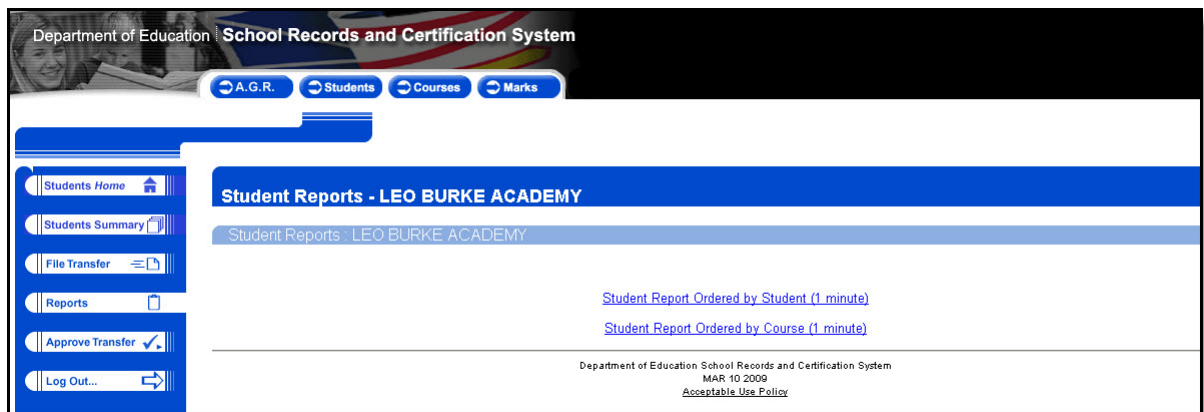 Department of Education School Records and Certification System
A.G.R. Students Courses Marks
Students Home
Students Summary
File Transfer
Reports
Approve Transfer
Log Out...
Student Reports - LEO BURKE ACADEMY
Student Reports : LEO BURKE ACADEMY
Student Report Ordered by Student (1 minute)
Student Report Ordered by Course (1 minute)
Department of Education School Records and Certification System
MAR 10 2009
Acceptable Use Policy